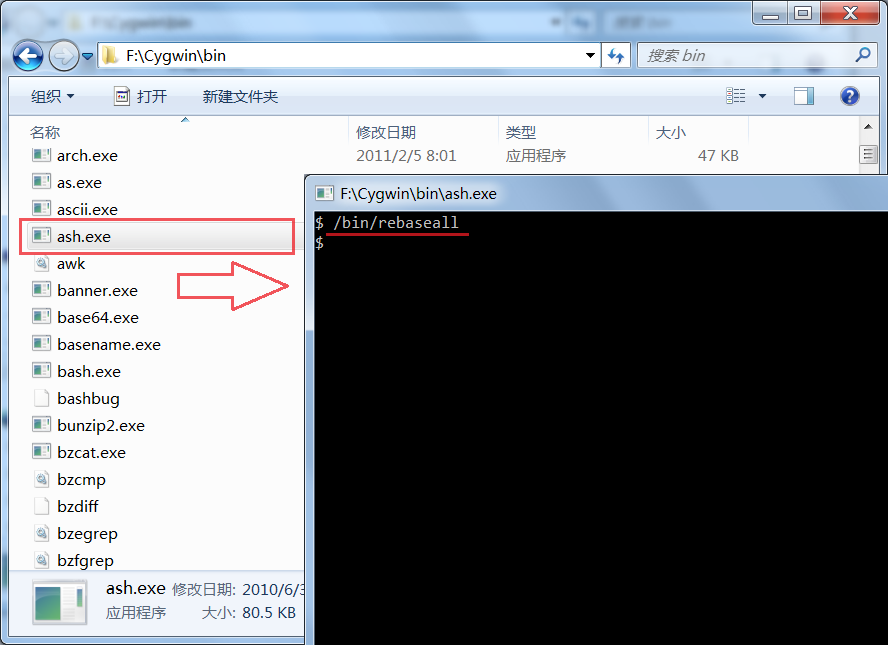 F:\Cygwin\bin
搜索 bin
组织
打开
新建文件夹
名称
修改日期
类型
大小
arch.exe
2011/2/5 8:01
应用程序
47 KB
as.exe
ascii.exe
ash.exe
awk
banner.exe
base64.exe
basename.exe
bash.exe
bashbug
bunzip2.exe
bzcat.exe
bzcmp
bzdiff
bzegrep
bzfgrep
F:\Cygwin\bin\ash.exe
$ /bin/rebaseall
$
ash.exe
修改日期: 2010/6/3
应用程序
大小: 80.5 KB